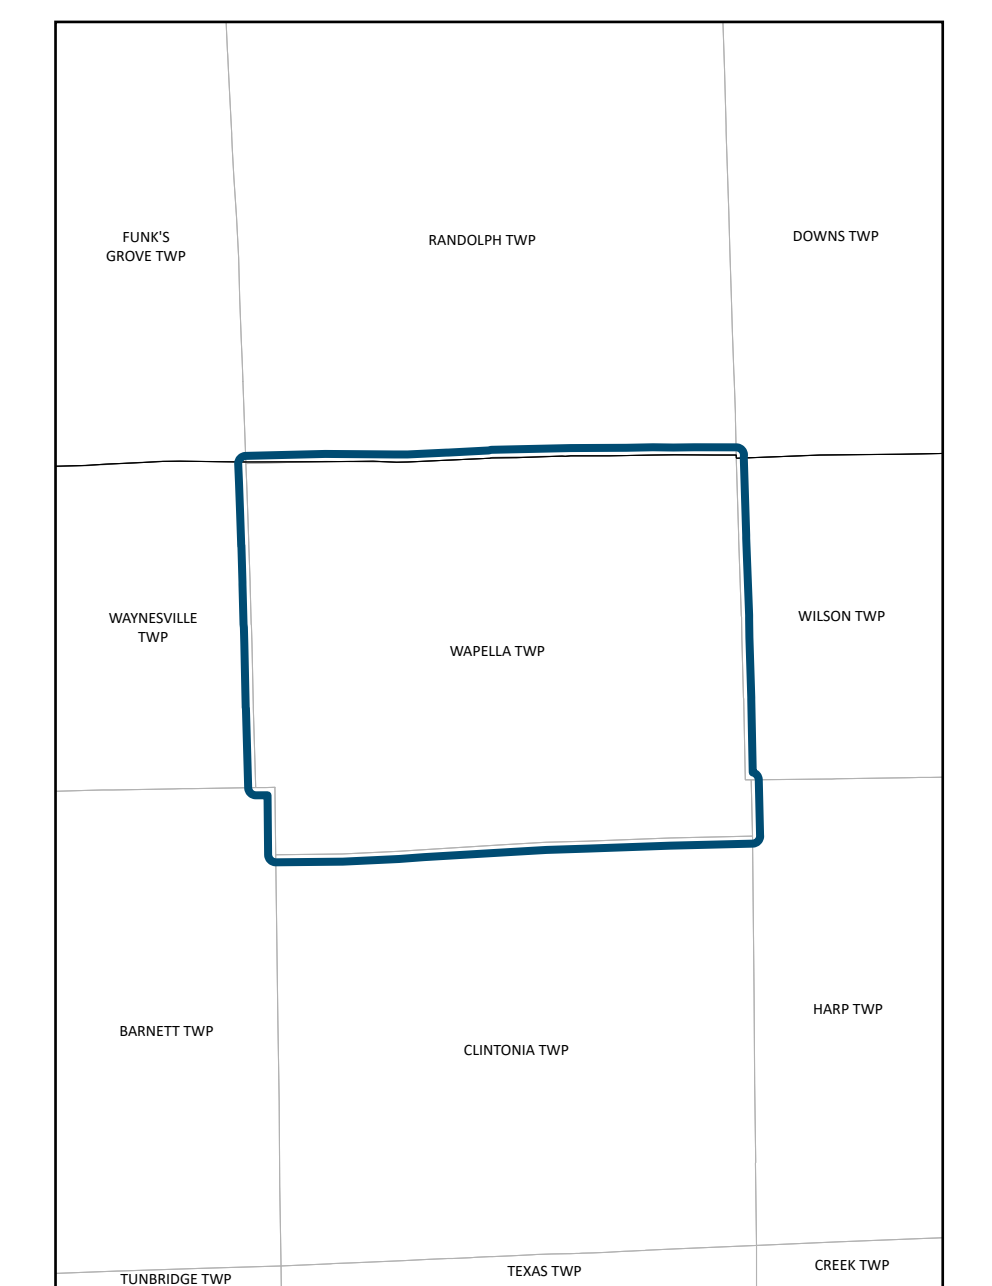 FUNK'S
GROVE TWP
RANDOLPH TWP
DOWNS TWP
WAYNESVILLE
TWP
WAPELLA TWP
WILSON TWP
BARNETT TWP
CLINTONIA TWP
HARP TWP
TUNBRIDGE TWP
TEXAS TWP
CREEK TWP